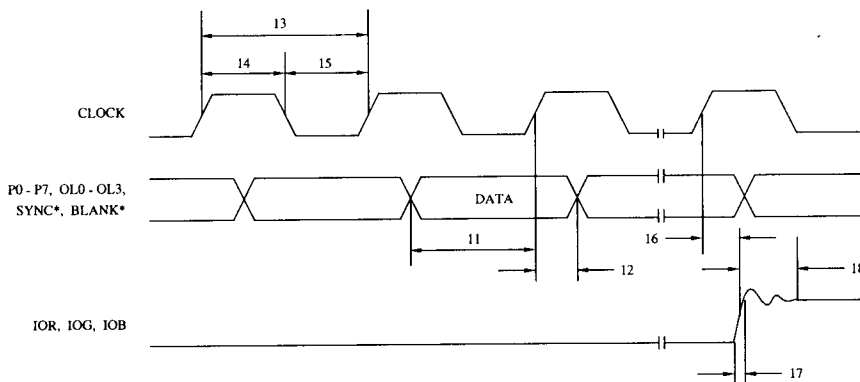 13
14 15
CLOCK
P0 - P7, OL0 - OL3,
SYNC*, BLANK*
DATA
11
16
12
18
IOR, IOG, IOB
17